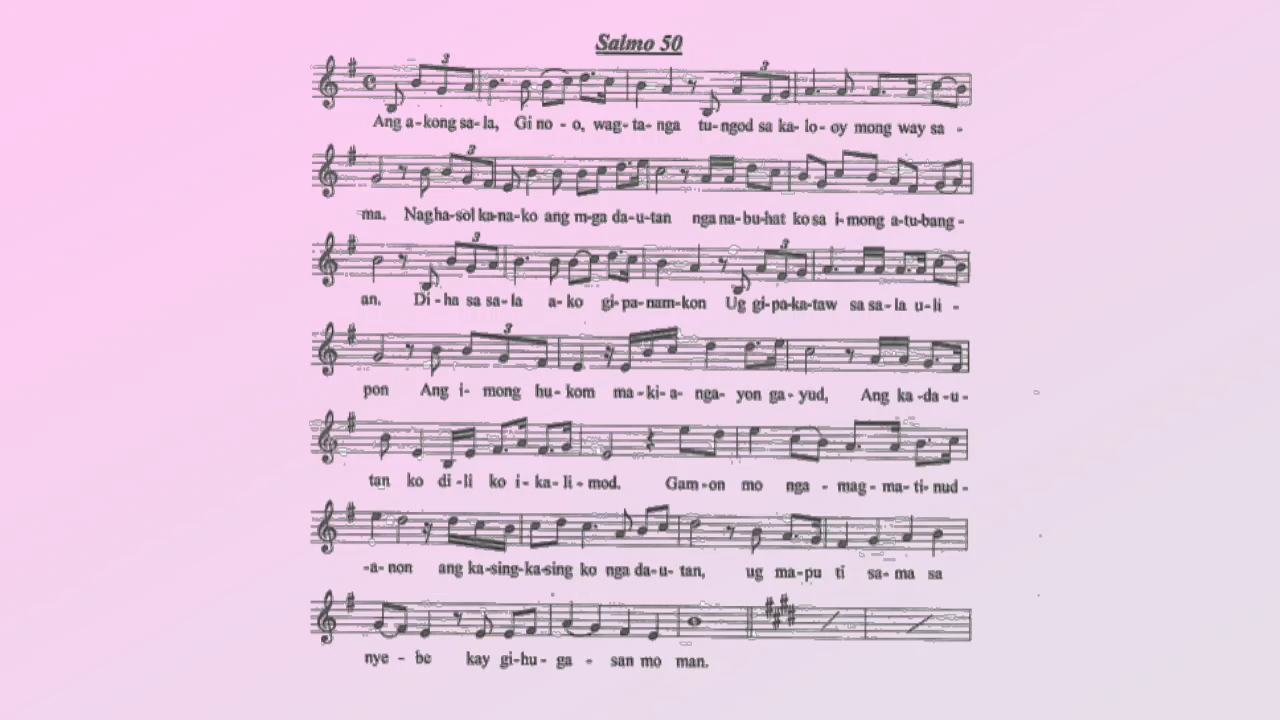 Salmo 50
Ang a-kong sa-la, Gi no - o, wag-ta-nga tu-ngod sa ka-lo-oy mong way sa -
ma. Nagha-sol ka-na-ko ang m-ga da-u-tan nga na-bu-hat ko sa i-mong a-tu-bang -
an. Di-ha sa sa-la a-ko gi-pa-nam-kon Ug gi-pa-ka-taw sa sa-la u-li -
pon Ang i- mong hu-kom ma-ki-a- nga- yon ga-yud, Ang ka-da-u-
tan ko di-li ko i-ka-li-mod. Gam-on mo nga - mag-ma-ti-nud-
-a-non ang ka-sing-ka-sing ko nga da-u-tan, ug ma-pu ti sa-ma sa
nye - be kay gi-hu-ga - san mo man.